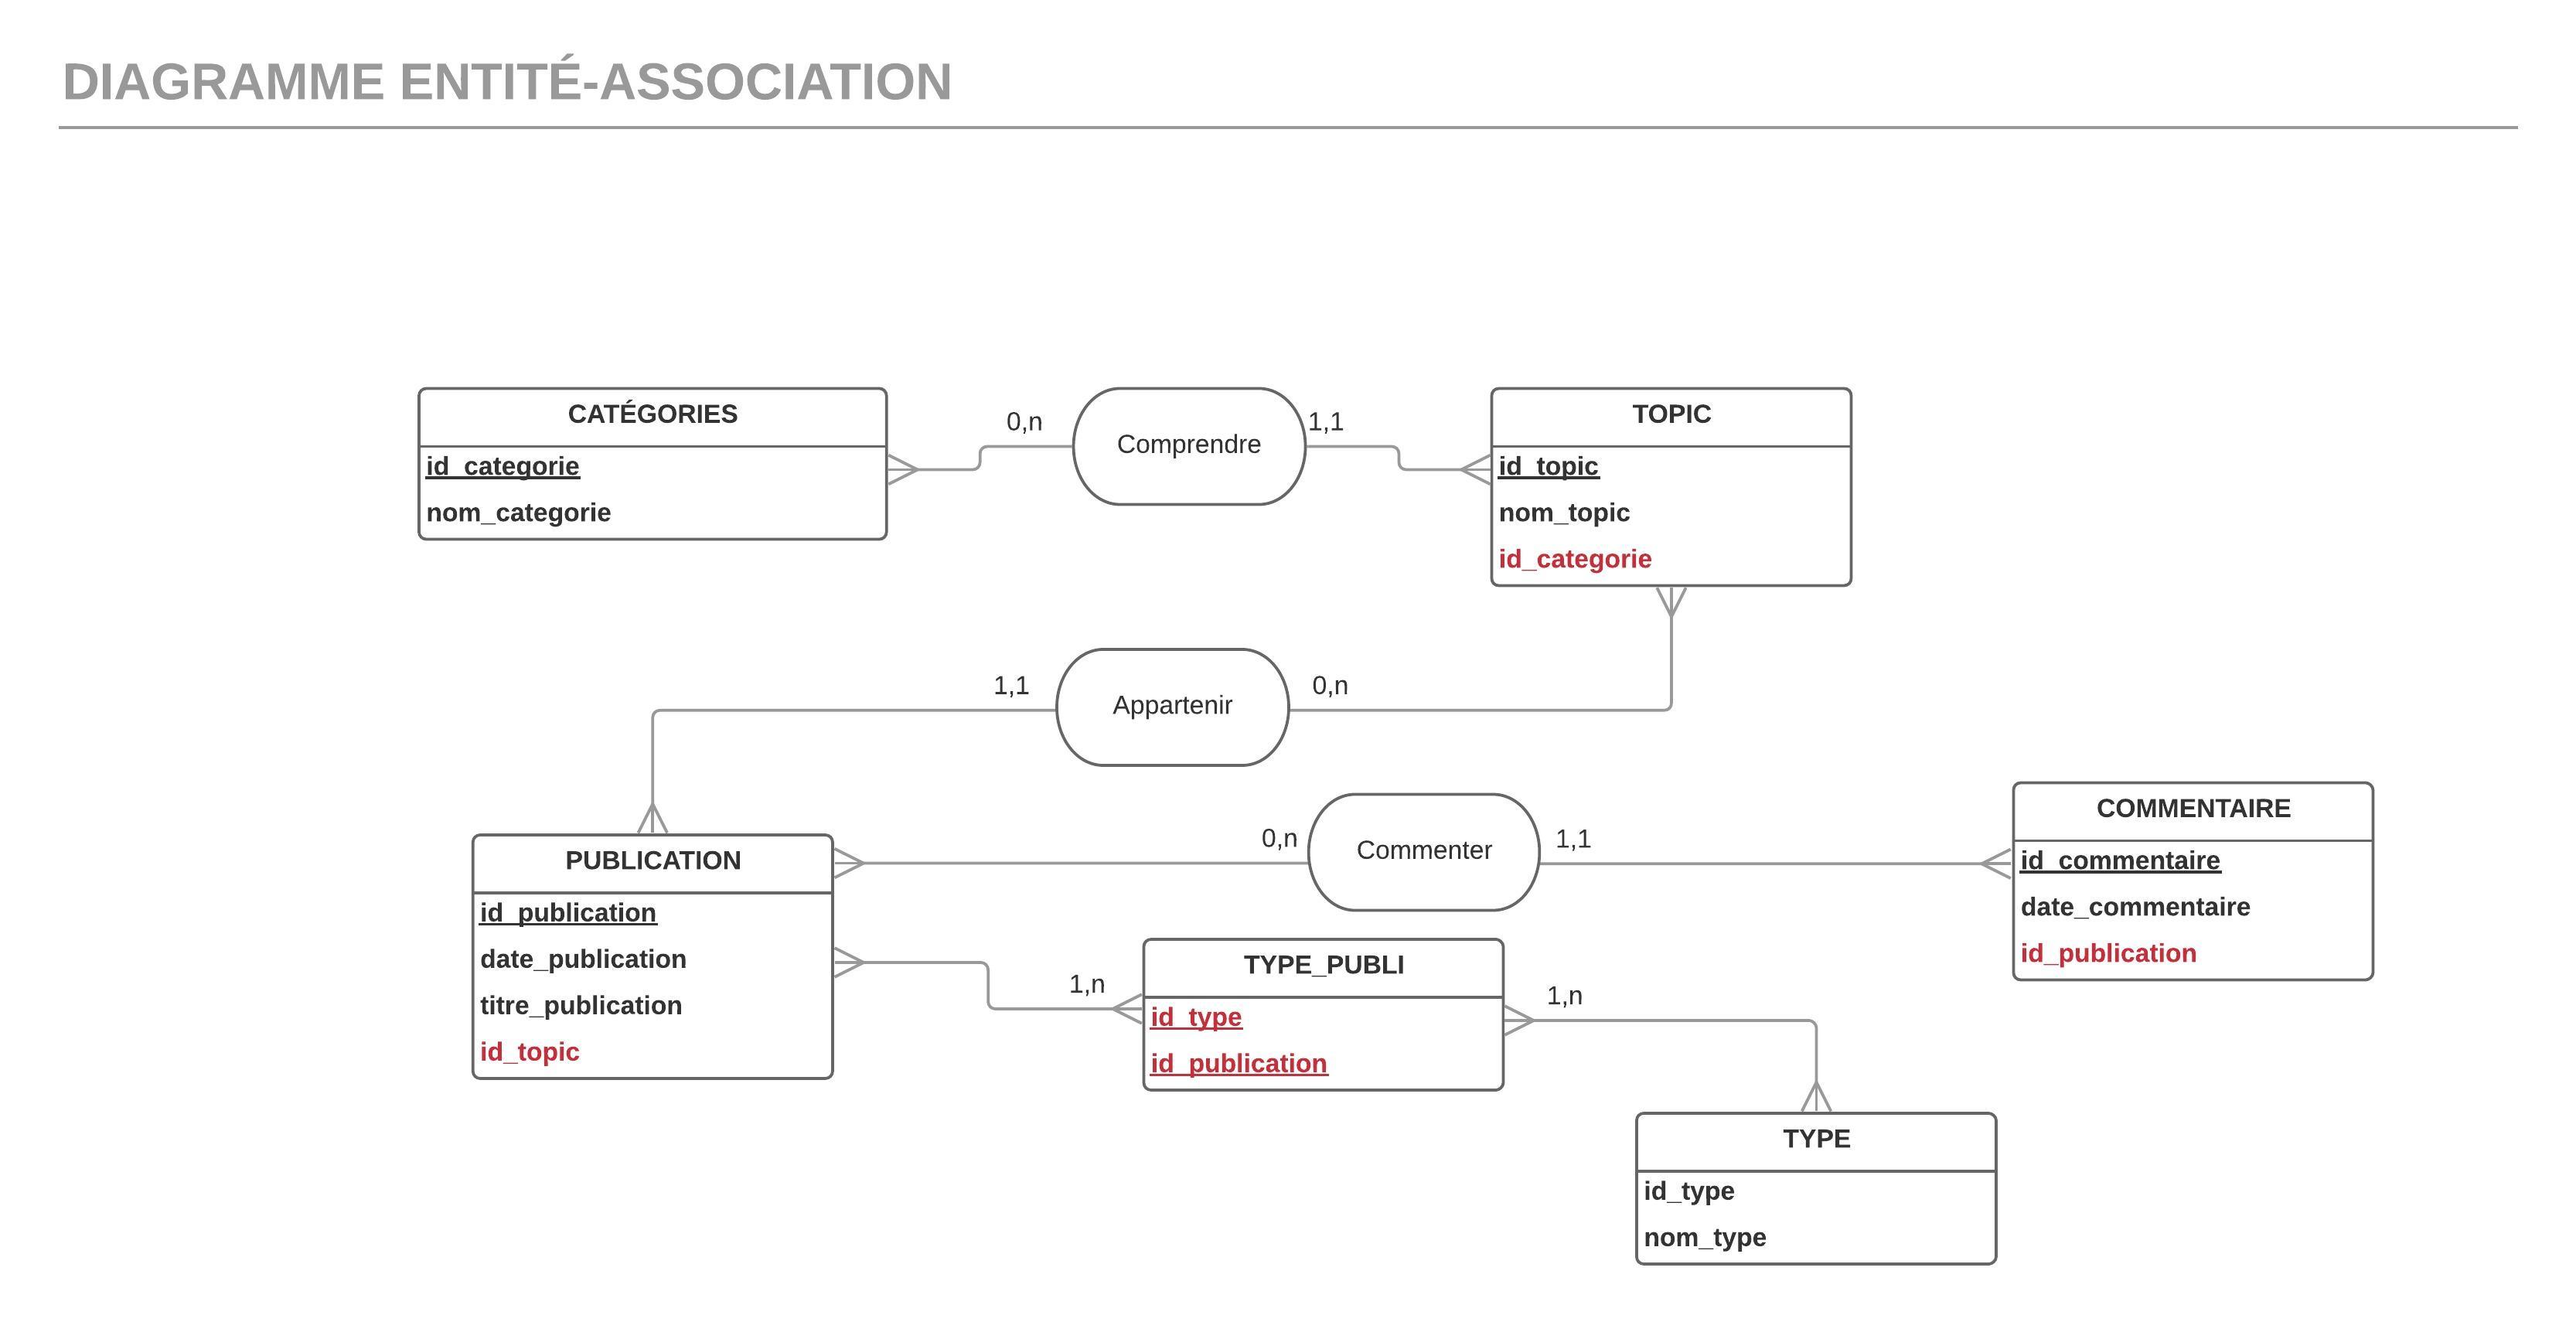 DIAGRAMME ENTITÉ-ASSOCIATION
CATÉGORIES
id_categorie
nom_categorie
0,n
Comprendre
1,1
TOPIC
id_topic
nom_topic
id_categorie
1,1
Appartenir
0,n
PUBLICATION
id_publication
date_publication
titre_publication
id_topic
0,n
Commenter
1,1
COMMENTAIRE
id_commentaire
date_commentaire
id_publication
1,n
TYPE_PUBLI
id_type
id_publication
1,n
TYPE
id_type
nom_type